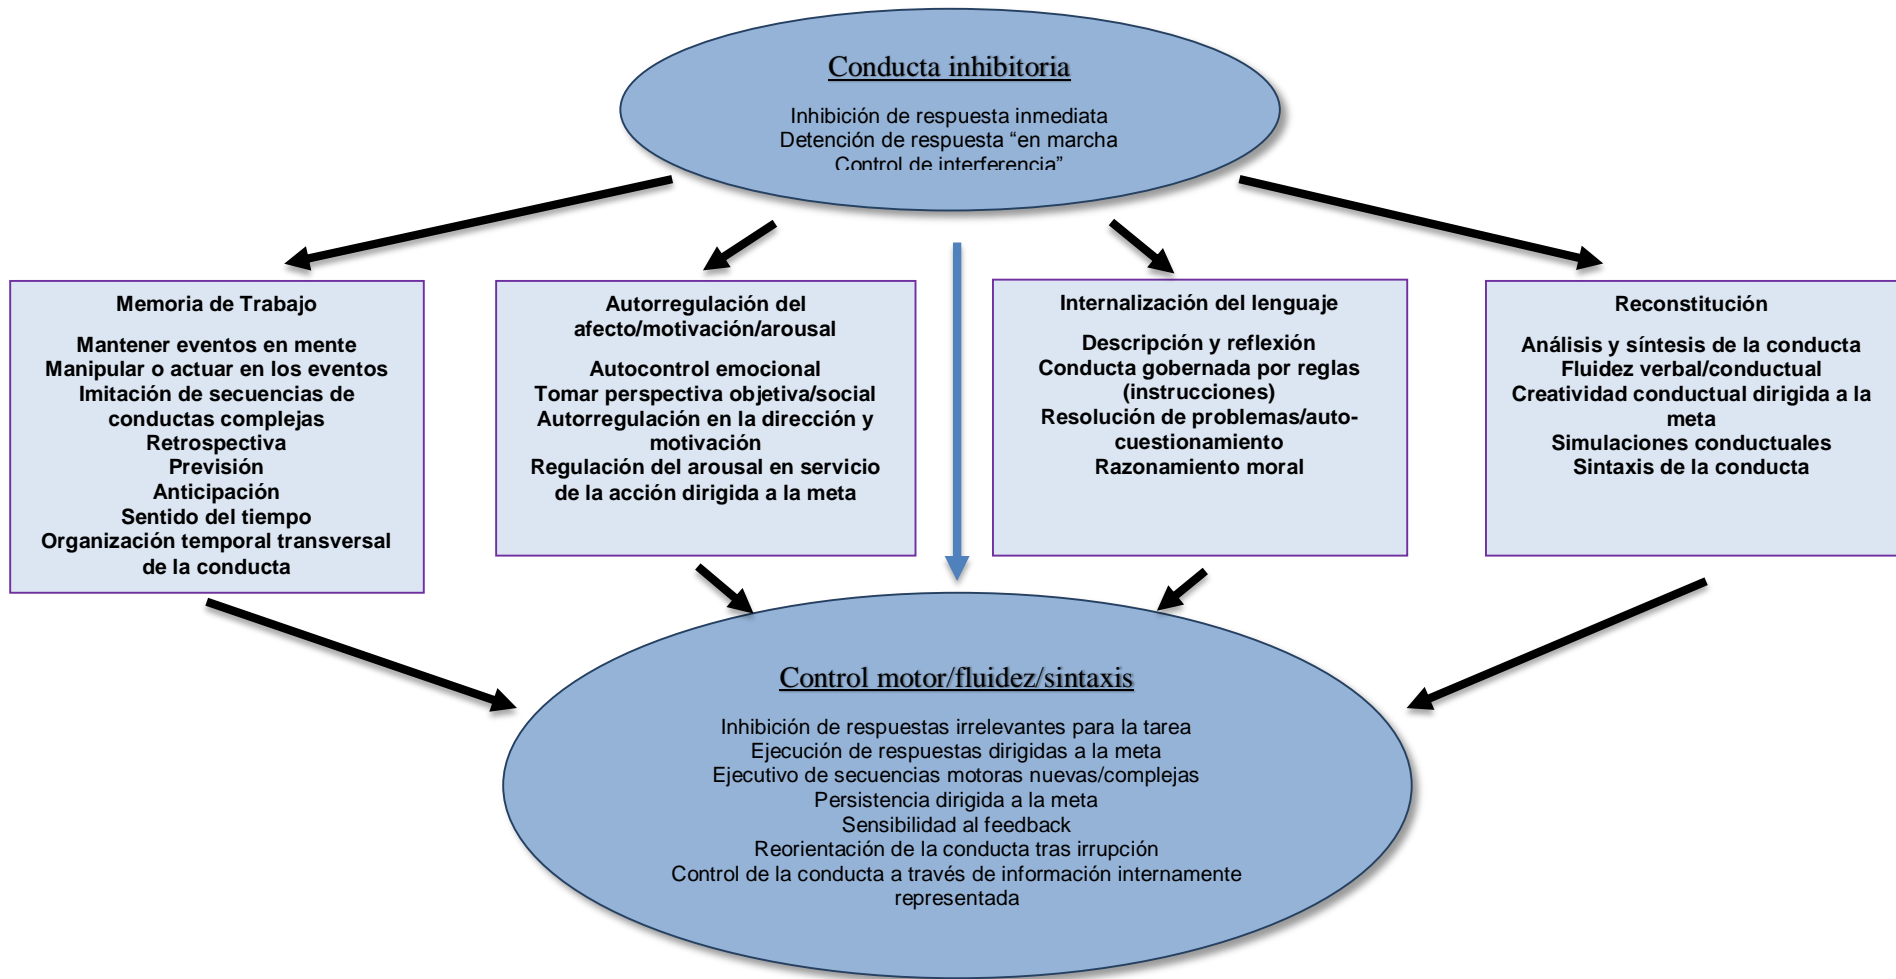 Conducta inhibitoria
Inhibición de respuesta inmediata
Detención de respuesta “en marcha
Control de interferencia”
Memoria de Trabajo
Mantener eventos en mente
Manipular o actuar en los eventos
Imitación de secuencias de
conductas complejas
Retrospectiva
Previsión
Anticipación
Sentido del tiempo
Organización temporal transversal
de la conducta
Autorregulación del
afecto/motivación/arousal
Autocontrol emocional
Tomar perspectiva objetiva/social
Autorregulación en la dirección y
motivación
Regulación del arousal en servicio
de la acción dirigida a la meta
Internalización del lenguaje
Descripción y reflexión
Conducta gobernada por reglas
(instrucciones)
Resolución de problemas/auto-
cuestionamiento
Razonamiento moral
Reconstitución
Análisis y síntesis de la conducta
Fluidez verbal/conductual
Creatividad conductual dirigida a la
meta
Simulaciones conductuales
Sintaxis de la conducta
Control motor/fluidez/sintaxis
Inhibición de respuestas irrelevantes para la tarea
Ejecución de respuestas dirigidas a la meta
Ejecutivo de secuencias motoras nuevas/complejas
Persistencia dirigida a la meta
Sensibilidad al feedback
Reorientación de la conducta tras irrupción
Control de la conducta a través de información internamente
representada